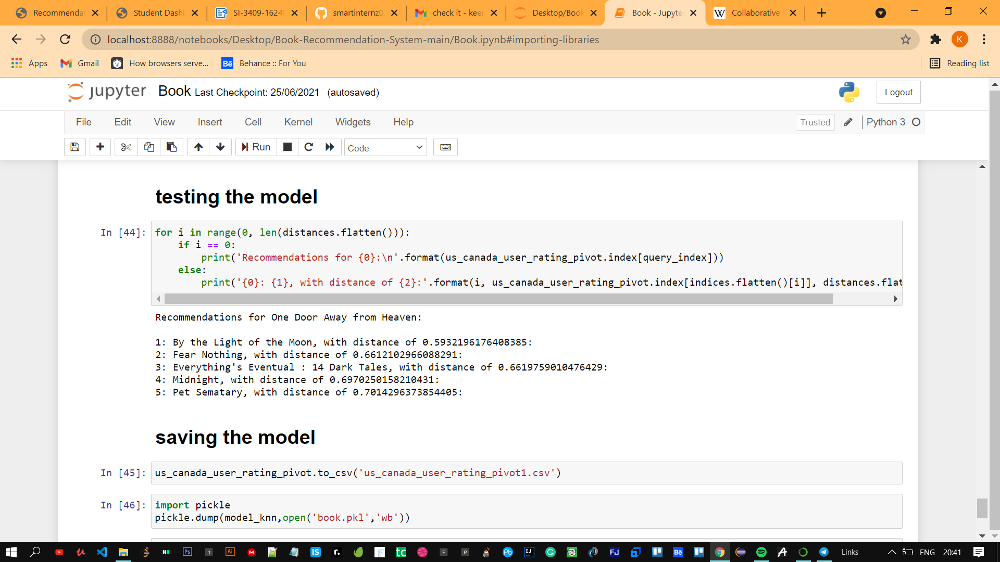 Recommendat
Student Dash
SI-3409-1624
smartinternz0
check it - keer
Desktop/Book
Book - Jupyte
Collaborative
localhost:8888/notebooks/Desktop/Book-Recommendation-System-main/Book.ipynb#importing-libraries
K
Apps
Gmail
How browsers serve...
Behance :: For You
Reading list
jupyter
Book Last Checkpoint: 25/06/2021 (autosaved)
Logout
File Edit View Insert Cell Kernel Widgets Help
Trusted
Python 3
Run
Code
testing the model
In [44]:
for i in range(0, len(distances.flatten())):
    if i == 0:
        print('Recommendations for {0}:\n'.format(us_canada_user_rating_pivot.index[query_index]))
    else:
        print('{0}: {1}, with distance of {2}:'.format(i, us_canada_user_rating_pivot.index[indices.flatten()[i]], distances.flat
Recommendations for One Door Away from Heaven:
1: By the Light of the Moon, with distance of 0.5932196176408385:
2: Fear Nothing, with distance of 0.6612102966088291:
3: Everything's Eventual : 14 Dark Tales, with distance of 0.6619759010476429:
4: Midnight, with distance of 0.6970250158210431:
5: Pet Sematary, with distance of 0.7014296373854405:
saving the model
In [45]:
us_canada_user_rating_pivot.to_csv('us_canada_user_rating_pivot1.csv')
In [46]:
import pickle
pickle.dump(model_knn,open('book.pkl','wb'))
Links
ENG
20:41